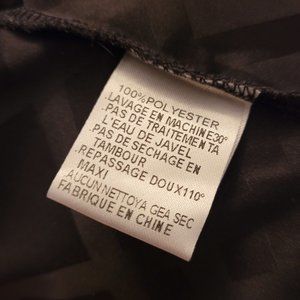 100%POLYESTER
LAVAGE EN MACHINE30°
.PAS DE TRAITEMENTA
L'EAU DE JAVEL
.PAS DE SECHAGE EN
TAMBOUR
.REPASSAGE DOUX110°
MAXI
AUCUN NETTOYA GEA SEC
FABRIQUE EN CHINE